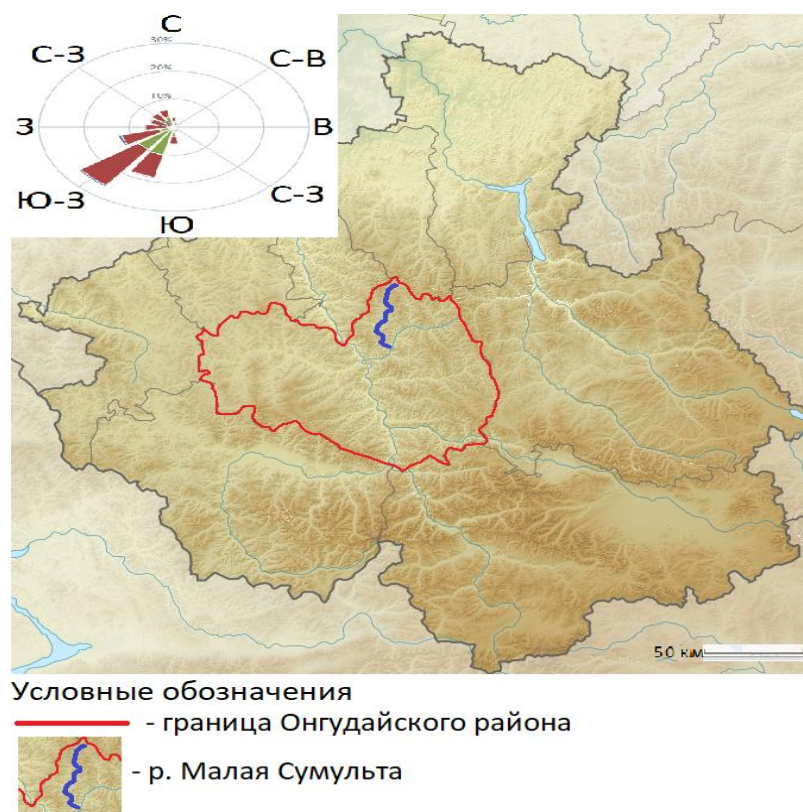 С
30%
С-З
С-В
20%
10%
З
В
Ю-З
С-З
Ю
50 км
Условные обозначения
- граница Онгудайского района
- р. Малая Сумульта